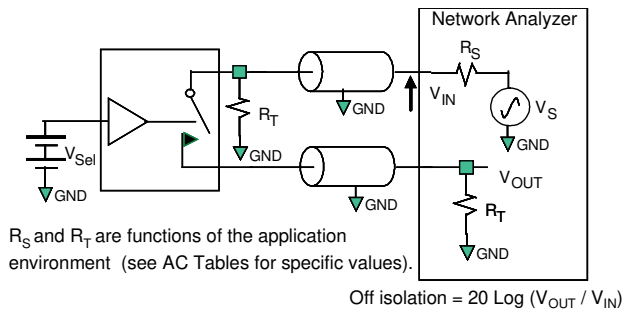 Network Analyzer
R_S
V_IN
V_S
GND
GND
R_T
GND
V_Sel
GND
GND
V_OUT
R_T
GND
R_S and R_T are functions of the application
environment (see AC Tables for specific values).
Off isolation = 20 Log (V_OUT / V_IN)